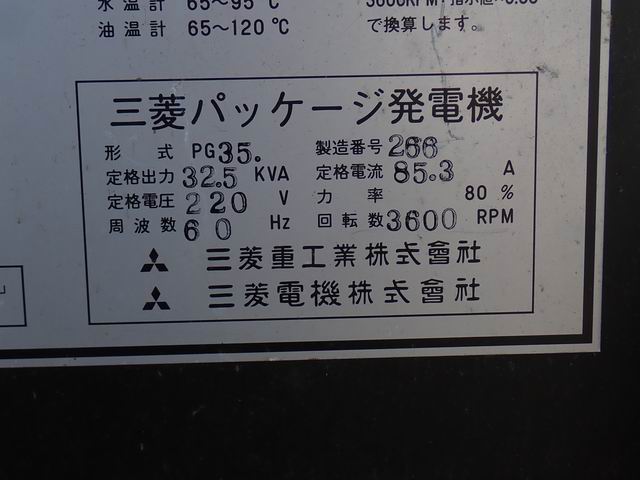 水温計 65～95℃
油温計 65～120℃
で換算します。
三菱パッケージ発電機
形式 PG35. 製造番号 266
定格出力 32.5 KVA 定格電流 85.3 A
定格電圧 220 V 力率 80 %
周波数 60 Hz 回転数 3600 RPM
三菱重工業株式會社
三菱電機株式會社